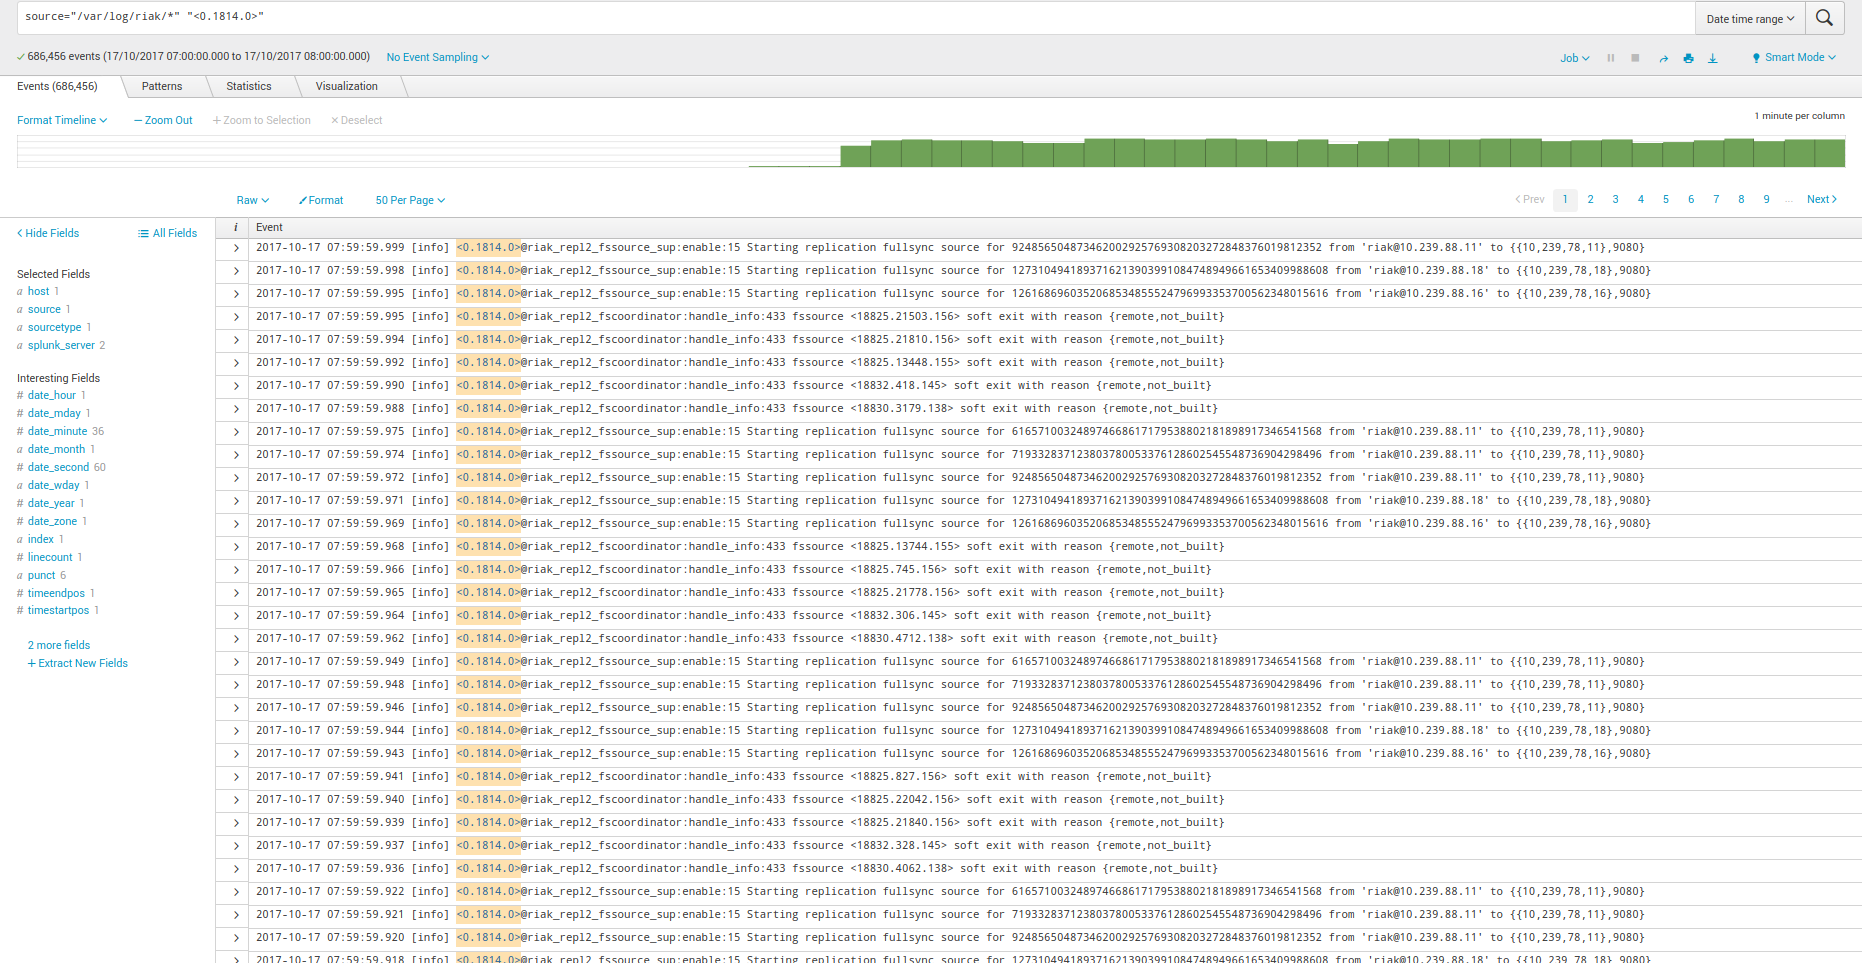 source="/var/log/riak/*" "<0.1814.0>"
Date time range
686,456 events (17/10/2017 07:00:00.000 to 17/10/2017 08:00:00.000)
No Event Sampling
Job
Smart Mode
Events (686,456)
Patterns
Statistics
Visualization
Format Timeline
— Zoom Out
+ Zoom to Selection
× Deselect
1 minute per column
Raw
Format
50 Per Page
< Prev 1 2 3 4 5 6 7 8 9 ... Next >
< Hide Fields
All Fields
Selected Fields
a host 1
a source 1
a sourcetype 1
a splunk_server 2
Interesting Fields
# date_hour 1
# date_mday 1
# date_minute 36
a date_month 1
# date_second 60
a date_wday 1
# date_year 1
# date_zone 1
a index 1
# linecount 1
a punct 6
# timeendpos 1
# timestartpos 1
2 more fields
+ Extract New Fields
i Event
2017-10-17 07:59:59.999 [info] <0.1814.0>@riak_repl2_fssource_sup:enable:15 Starting replication fullsync source for 924856504873462002925769308203272848376019812352 from 'riak@10.239.88.11' to {{10,239,78,11},9080}
2017-10-17 07:59:59.998 [info] <0.1814.0>@riak_repl2_fssource_sup:enable:15 Starting replication fullsync source for 1273104941893716213903991084748949661653409988608 from 'riak@10.239.88.18' to {{10,239,78,18},9080}
2017-10-17 07:59:59.995 [info] <0.1814.0>@riak_repl2_fssource_sup:enable:15 Starting replication fullsync source for 1261686960352068534855524796993353700562348015616 from 'riak@10.239.88.16' to {{10,239,78,16},9080}
2017-10-17 07:59:59.995 [info] <0.1814.0>@riak_repl2_fscoordinator:handle_info:433 fssource <18825.21503.156> soft exit with reason {remote,not_built}
2017-10-17 07:59:59.994 [info] <0.1814.0>@riak_repl2_fscoordinator:handle_info:433 fssource <18825.21810.156> soft exit with reason {remote,not_built}
2017-10-17 07:59:59.992 [info] <0.1814.0>@riak_repl2_fscoordinator:handle_info:433 fssource <18825.13448.155> soft exit with reason {remote,not_built}
2017-10-17 07:59:59.990 [info] <0.1814.0>@riak_repl2_fscoordinator:handle_info:433 fssource <18832.418.145> soft exit with reason {remote,not_built}
2017-10-17 07:59:59.988 [info] <0.1814.0>@riak_repl2_fscoordinator:handle_info:433 fssource <18830.3179.138> soft exit with reason {remote,not_built}
2017-10-17 07:59:59.975 [info] <0.1814.0>@riak_repl2_fssource_sup:enable:15 Starting replication fullsync source for 616571003248974668617179538802181898917346541568 from 'riak@10.239.88.11' to {{10,239,78,11},9080}
2017-10-17 07:59:59.974 [info] <0.1814.0>@riak_repl2_fssource_sup:enable:15 Starting replication fullsync source for 719332837123803780053376128602545548736904298496 from 'riak@10.239.88.11' to {{10,239,78,11},9080}
2017-10-17 07:59:59.972 [info] <0.1814.0>@riak_repl2_fssource_sup:enable:15 Starting replication fullsync source for 924856504873462002925769308203272848376019812352 from 'riak@10.239.88.11' to {{10,239,78,11},9080}
2017-10-17 07:59:59.971 [info] <0.1814.0>@riak_repl2_fssource_sup:enable:15 Starting replication fullsync source for 1273104941893716213903991084748949661653409988608 from 'riak@10.239.88.18' to {{10,239,78,18},9080}
2017-10-17 07:59:59.969 [info] <0.1814.0>@riak_repl2_fssource_sup:enable:15 Starting replication fullsync source for 1261686960352068534855524796993353700562348015616 from 'riak@10.239.88.16' to {{10,239,78,16},9080}
2017-10-17 07:59:59.968 [info] <0.1814.0>@riak_repl2_fscoordinator:handle_info:433 fssource <18825.13744.155> soft exit with reason {remote,not_built}
2017-10-17 07:59:59.966 [info] <0.1814.0>@riak_repl2_fscoordinator:handle_info:433 fssource <18825.745.156> soft exit with reason {remote,not_built}
2017-10-17 07:59:59.965 [info] <0.1814.0>@riak_repl2_fscoordinator:handle_info:433 fssource <18825.21778.156> soft exit with reason {remote,not_built}
2017-10-17 07:59:59.964 [info] <0.1814.0>@riak_repl2_fscoordinator:handle_info:433 fssource <18832.306.145> soft exit with reason {remote,not_built}
2017-10-17 07:59:59.962 [info] <0.1814.0>@riak_repl2_fscoordinator:handle_info:433 fssource <18830.4712.138> soft exit with reason {remote,not_built}
2017-10-17 07:59:59.949 [info] <0.1814.0>@riak_repl2_fssource_sup:enable:15 Starting replication fullsync source for 616571003248974668617179538802181898917346541568 from 'riak@10.239.88.11' to {{10,239,78,11},9080}
2017-10-17 07:59:59.948 [info] <0.1814.0>@riak_repl2_fssource_sup:enable:15 Starting replication fullsync source for 719332837123803780053376128602545548736904298496 from 'riak@10.239.88.11' to {{10,239,78,11},9080}
2017-10-17 07:59:59.946 [info] <0.1814.0>@riak_repl2_fssource_sup:enable:15 Starting replication fullsync source for 924856504873462002925769308203272848376019812352 from 'riak@10.239.88.11' to {{10,239,78,11},9080}
2017-10-17 07:59:59.944 [info] <0.1814.0>@riak_repl2_fssource_sup:enable:15 Starting replication fullsync source for 1273104941893716213903991084748949661653409988608 from 'riak@10.239.88.18' to {{10,239,78,18},9080}
2017-10-17 07:59:59.943 [info] <0.1814.0>@riak_repl2_fssource_sup:enable:15 Starting replication fullsync source for 1261686960352068534855524796993353700562348015616 from 'riak@10.239.88.16' to {{10,239,78,16},9080}
2017-10-17 07:59:59.941 [info] <0.1814.0>@riak_repl2_fscoordinator:handle_info:433 fssource <18825.827.156> soft exit with reason {remote,not_built}
2017-10-17 07:59:59.940 [info] <0.1814.0>@riak_repl2_fscoordinator:handle_info:433 fssource <18825.22042.156> soft exit with reason {remote,not_built}
2017-10-17 07:59:59.939 [info] <0.1814.0>@riak_repl2_fscoordinator:handle_info:433 fssource <18825.21840.156> soft exit with reason {remote,not_built}
2017-10-17 07:59:59.937 [info] <0.1814.0>@riak_repl2_fscoordinator:handle_info:433 fssource <18832.328.145> soft exit with reason {remote,not_built}
2017-10-17 07:59:59.936 [info] <0.1814.0>@riak_repl2_fscoordinator:handle_info:433 fssource <18830.4062.138> soft exit with reason {remote,not_built}
2017-10-17 07:59:59.922 [info] <0.1814.0>@riak_repl2_fssource_sup:enable:15 Starting replication fullsync source for 616571003248974668617179538802181898917346541568 from 'riak@10.239.88.11' to {{10,239,78,11},9080}
2017-10-17 07:59:59.921 [info] <0.1814.0>@riak_repl2_fssource_sup:enable:15 Starting replication fullsync source for 719332837123803780053376128602545548736904298496 from 'riak@10.239.88.11' to {{10,239,78,11},9080}
2017-10-17 07:59:59.920 [info] <0.1814.0>@riak_repl2_fssource_sup:enable:15 Starting replication fullsync source for 924856504873462002925769308203272848376019812352 from 'riak@10.239.88.11' to {{10,239,78,11},9080}
2017-10-17 07:59:59.918 [info] <0.1814.0>@riak_repl2_fssource_sup:enable:15 Starting replication fullsync source for 1273104941893716213903991084748949661653409988608 from 'riak@10.239.88.18' to {{10,239,78,18},9080}